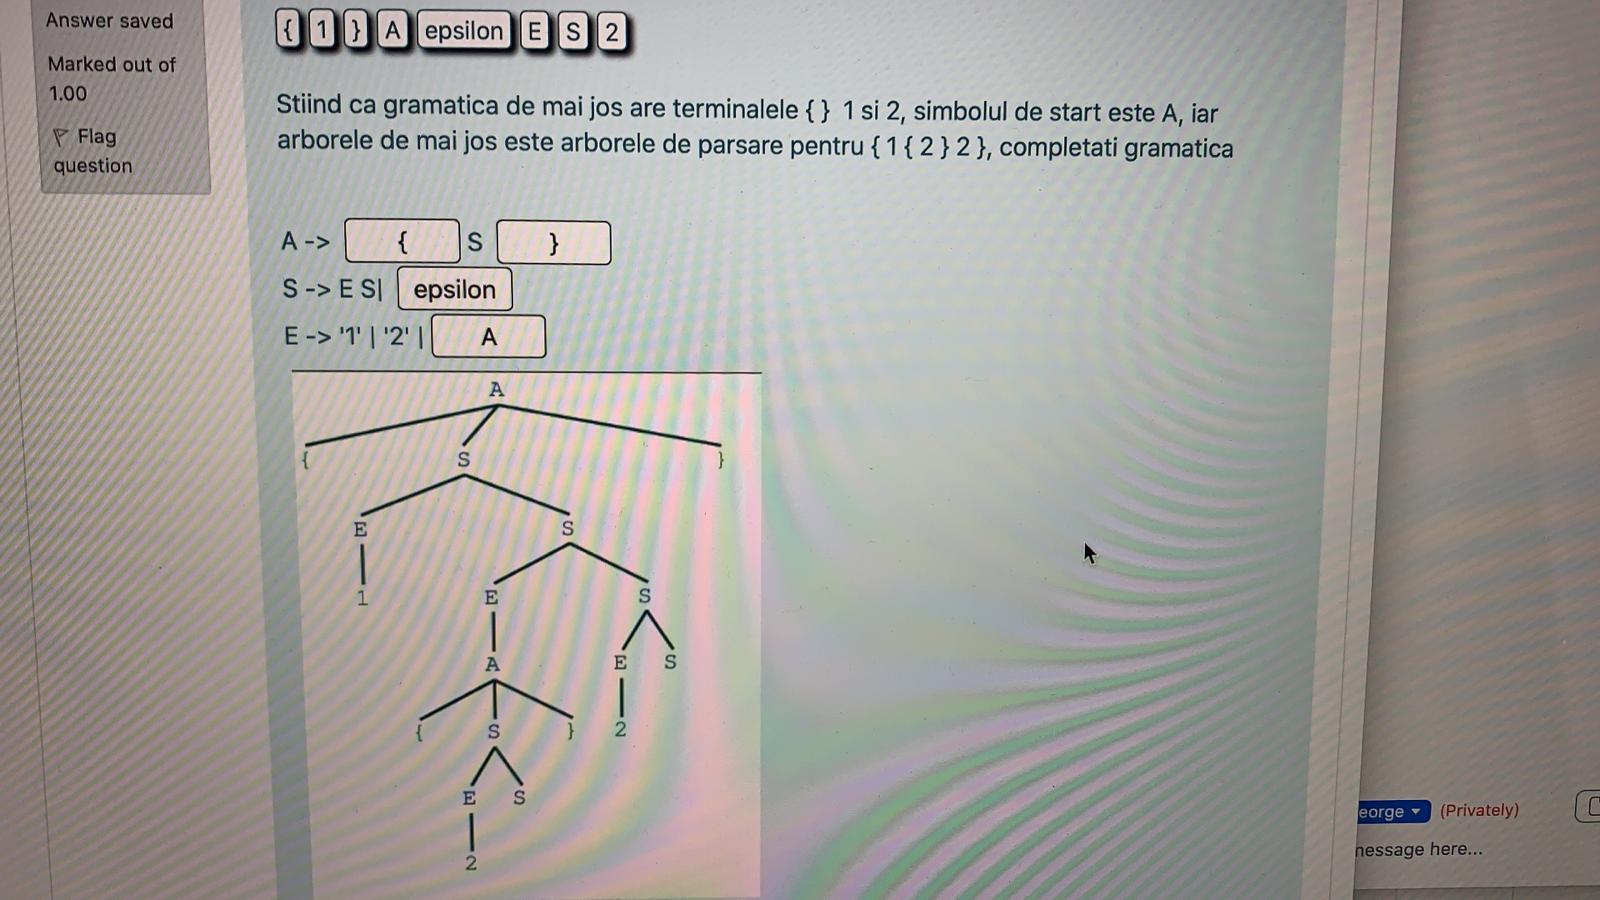 Answer saved
Marked out of
1.00
Flag
question
{ 1 } A epsilon E S 2
Stiind ca gramatica de mai jos are terminalele { } 1 si 2, simbolul de start este A, iar
arborele de mai jos este arborele de parsare pentru { 1 { 2 } 2 }, completati gramatica
A -> { S }
S -> E S| epsilon
E -> '1' | '2' | A
A
{ S }
E S
1 E S
A E S
{ S } 2
E S
2
eorge (Privately)
nessage here...